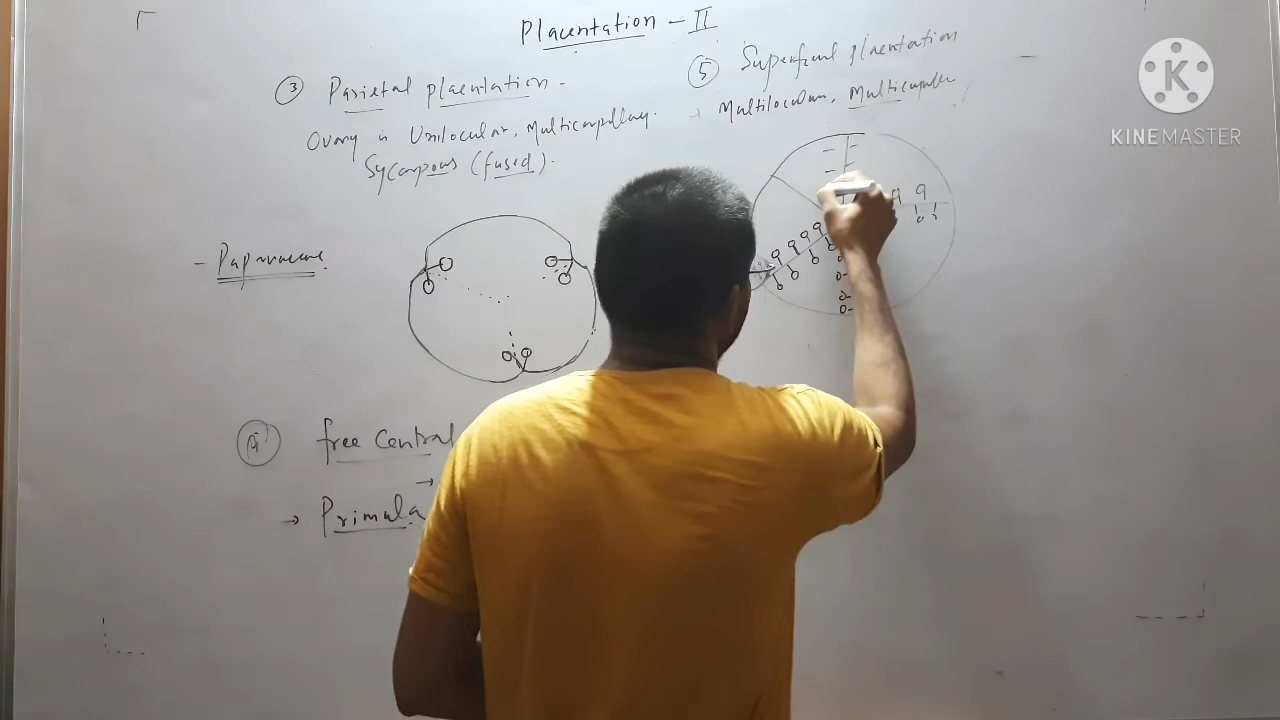 Placentation - II
③ Parietal placentation -
Ovary is Unilocular, Multicarpellary.
Sycarpous (fused).
- Papaveraceae.
④ free Central
→
→ Primula
⑤ Superficial placentation
→ Multilocular, Multicarpellary
K
KINEMASTER